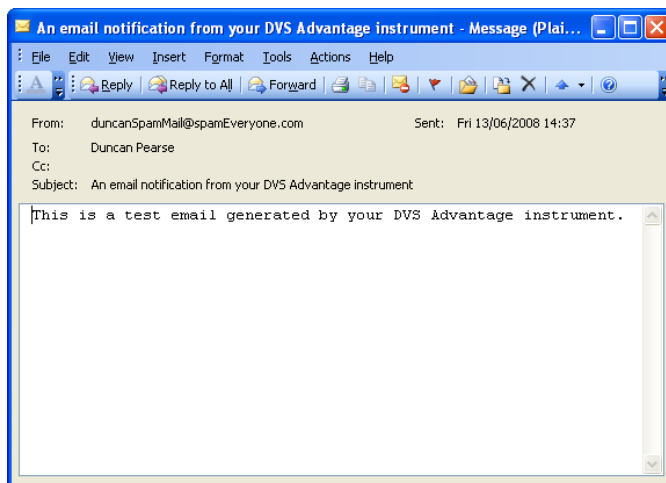 An email notification from your DVS Advantage instrument - Message (Plai...
File Edit View Insert Format Tools Actions Help
A Reply Reply to All Forward
From: duncanSpamMail@spamEveryone.com Sent: Fri 13/06/2008 14:37
To: Duncan Pearse
Cc:
Subject: An email notification from your DVS Advantage instrument
This is a test email generated by your DVS Advantage instrument.